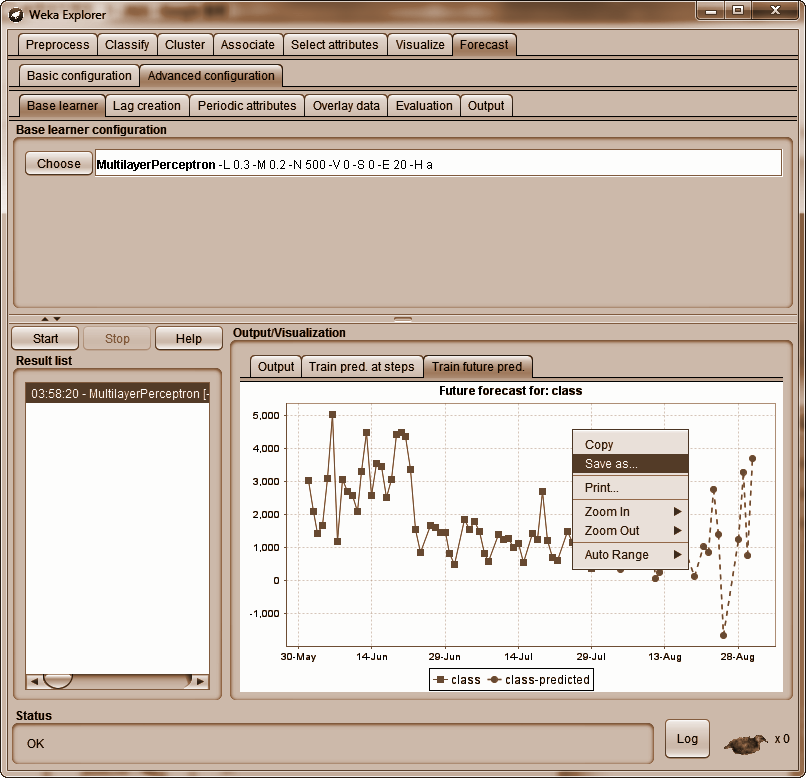 Weka Explorer
Preprocess Classify Cluster Associate Select attributes Visualize Forecast
Basic configuration Advanced configuration
Base learner Lag creation Periodic attributes Overlay data Evaluation Output
Base learner configuration
Choose MultilayerPerceptron -L 0.3 -M 0.2 -N 500 -V 0 -S 0 -E 20 -H a
Start Stop Help
Result list
03:58:20 - MultilayerPerceptron [-
Output/Visualization
Output Train pred. at steps Train future pred.
Future forecast for: class
5,000
4,000
3,000
2,000
1,000
0
-1,000
30-May 14-Jun 29-Jun 14-Jul 29-Jul 13-Aug 28-Aug
class class-predicted
Copy
Save as...
Print...
Zoom In
Zoom Out
Auto Range
Status
OK
Log x 0